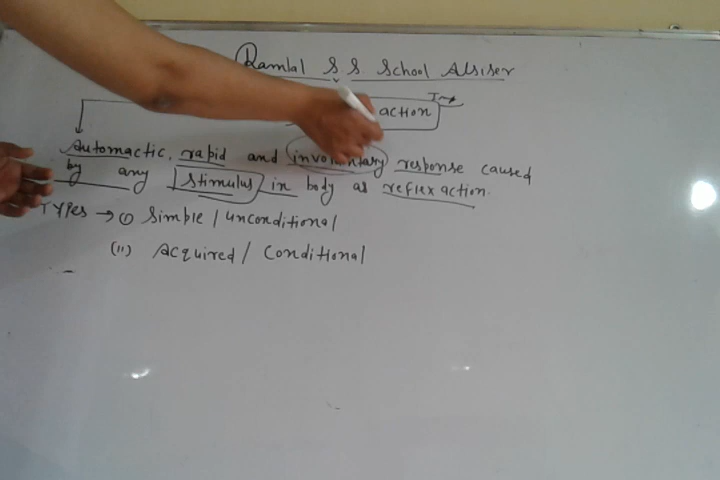 Ramlal S S School Alsiser
action
Automactic, rapid and involuntary response caused
by any stimulus in body as reflex action.
TYPES → (i) Simple / unconditional
(ii) Acquired / Conditional